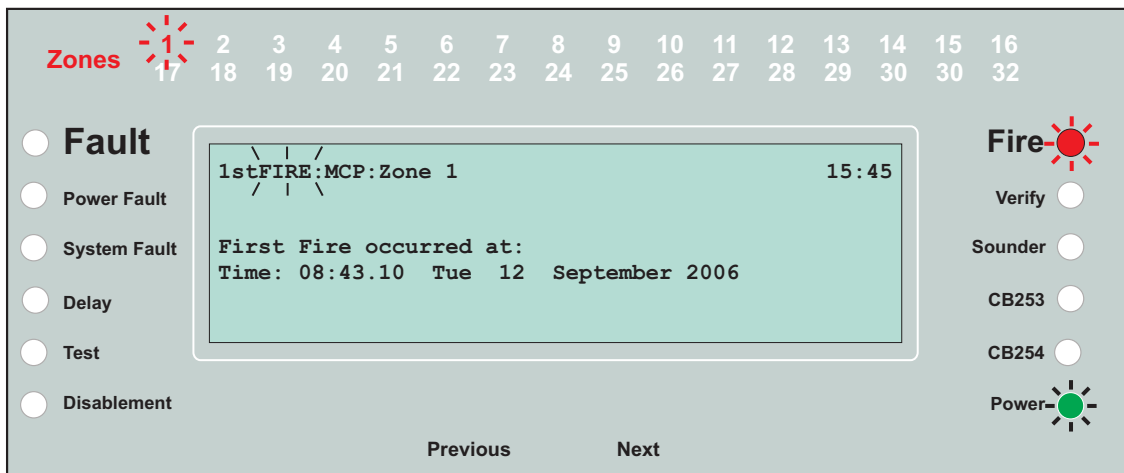 Zones 1 2 3 4 5 6 7 8 9 10 11 12 13 14 15 16
17 18 19 20 21 22 23 24 25 26 27 28 29 30 30 32
Fault
Power Fault
System Fault
Delay
Test
Disablement
1stFIRE:MCP:Zone 1 15:45
First Fire occurred at:
Time: 08:43.10 Tue 12 September 2006
Fire
Verify
Sounder
CB253
CB254
Power
Previous Next